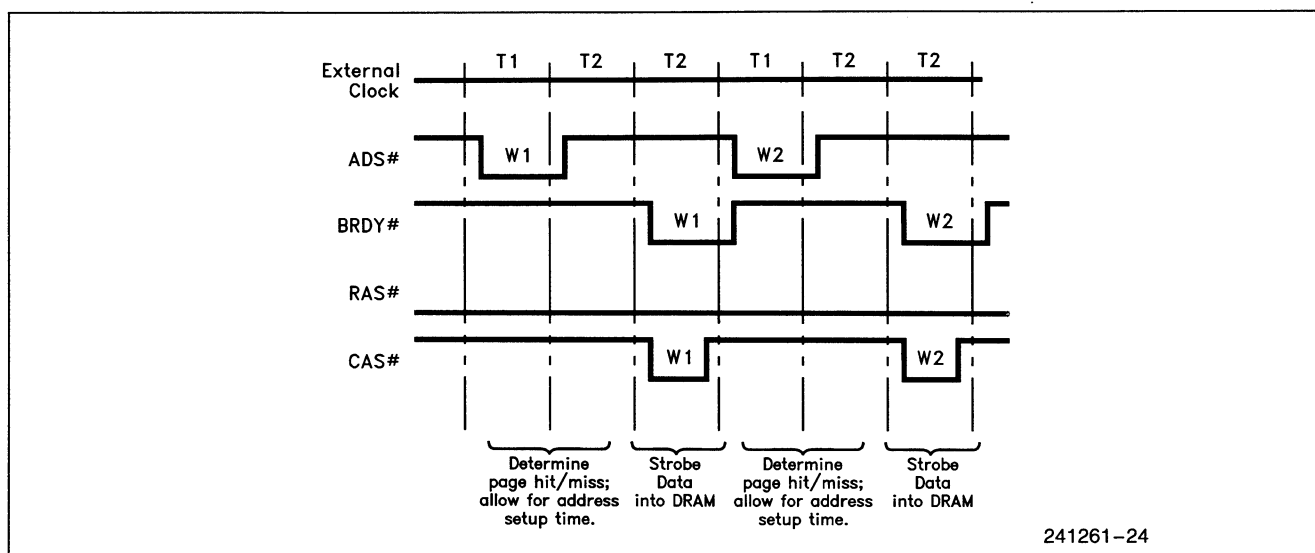 T1 T2 T2 T1 T2 T2
External
Clock
W1 W2
ADS#
W1 W2
BRDY#
RAS#
W1 W2
CAS#
Determine
page hit/miss;
allow for address
setup time.
Strobe
Data
into DRAM
Determine
page hit/miss;
allow for address
setup time.
Strobe
Data
into DRAM
241261-24